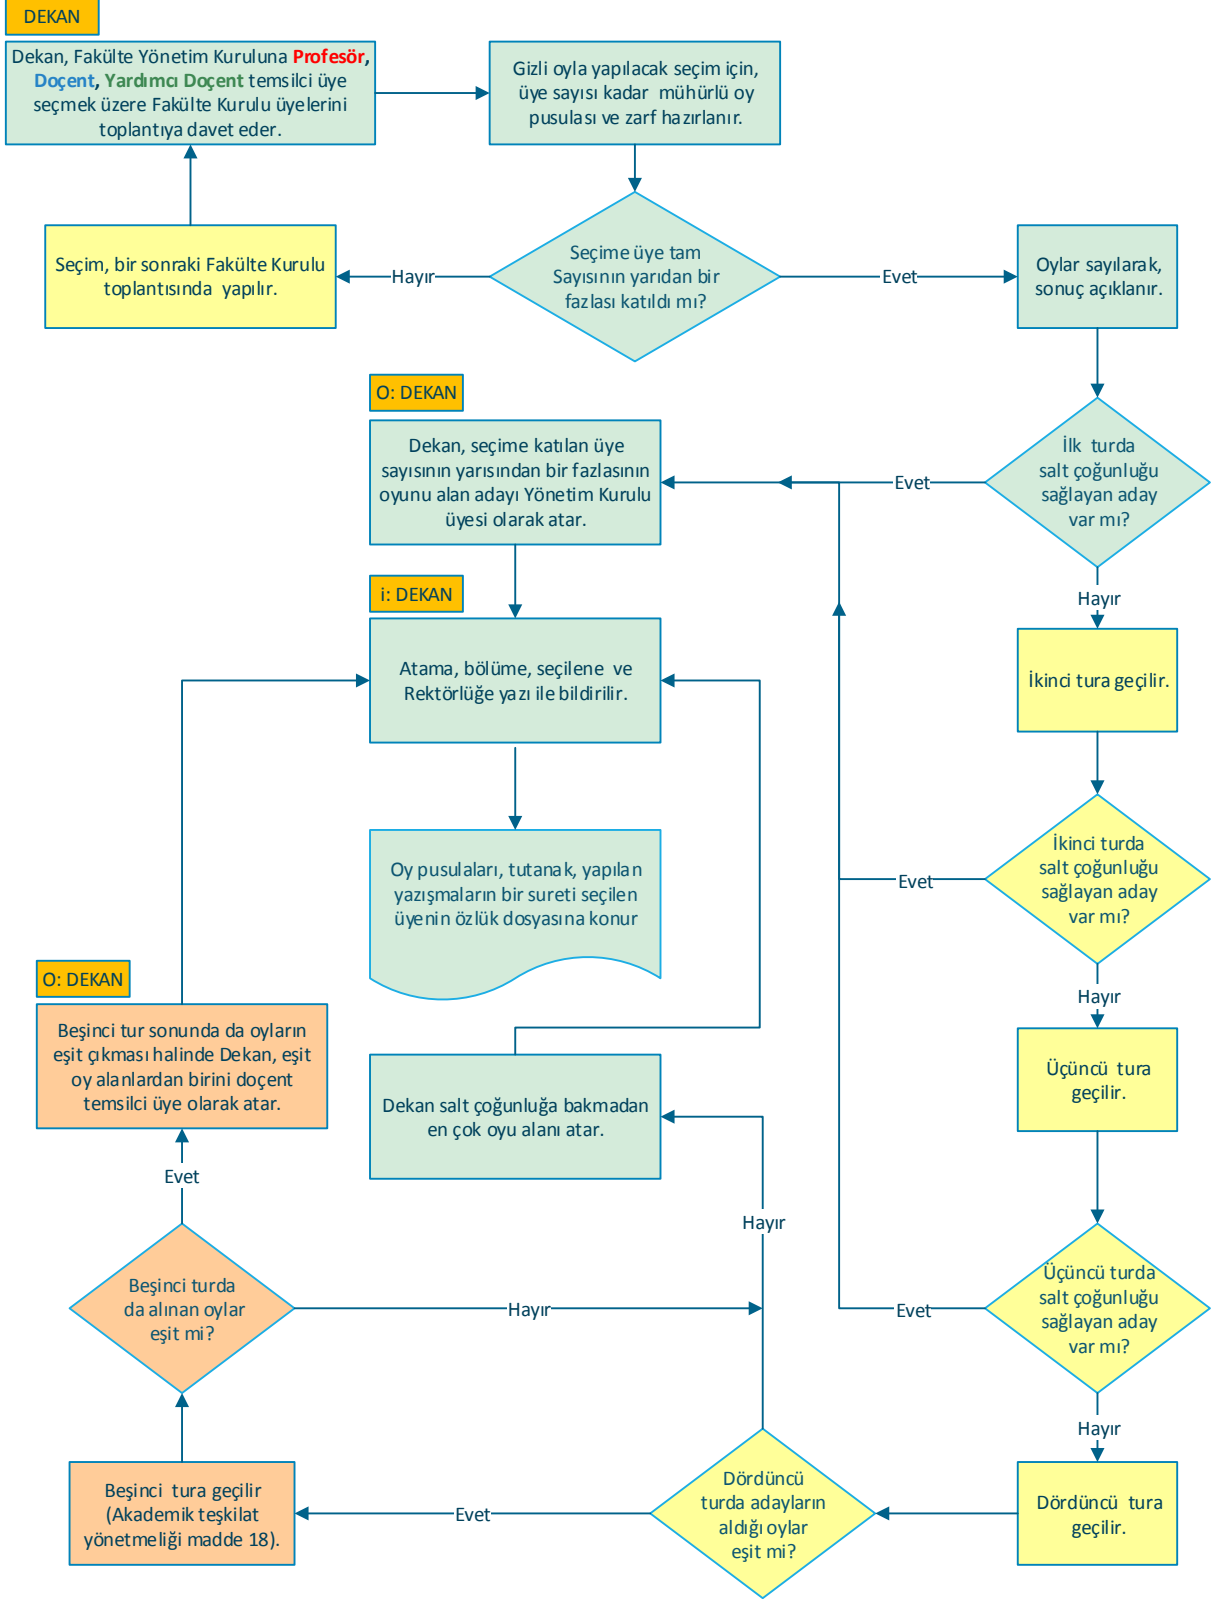 DEKAN
Dekan, Fakülte Yönetim Kuruluna Profesör,
Doçent, Yardımcı Doçent temsilci üye
seçmek üzere Fakülte Kurulu üyelerini
toplantıya davet eder.
Gizli oyla yapılacak seçim için,
üye sayısı kadar mühürlü oy
pusulası ve zarf hazırlanır.
Seçim, bir sonraki Fakülte Kurulu
toplantısında yapılır.
Hayır
Seçime üye tam
Sayısının yarıdan bir
fazlası katıldı mı?
Evet
Oylar sayılarak,
sonuç açıklanır.
O: DEKAN
Dekan, seçime katılan üye
sayısının yarısından bir fazlasının
oyunu alan adayı Yönetim Kurulu
üyesi olarak atar.
Evet
İlk turda
salt çoğunluğu
sağlayan aday
var mı?
Hayır
i: DEKAN
Atama, bölüme, seçilene ve
Rektörlüğe yazı ile bildirilir.
İkinci tura geçilir.
Oy pusulaları, tutanak, yapılan
yazışmaların bir sureti seçilen
üyenin özlük dosyasına konur
Evet
İkinci turda
salt çoğunluğu
sağlayan aday
var mı?
Hayır
O: DEKAN
Beşinci tur sonunda da oyların
eşit çıkması halinde Dekan, eşit
oy alanlardan birini doçent
temsilci üye olarak atar.
Dekan salt çoğunluğa bakmadan
en çok oyu alanı atar.
Üçüncü tura
geçilir.
Evet
Hayır
Beşinci turda
da alınan oylar
eşit mi?
Hayır
Evet
Üçüncü turda
salt çoğunluğu
sağlayan aday
var mı?
Hayır
Beşinci tura geçilir
(Akademik teşkilat
yönetmeliği madde 18).
Evet
Dördüncü
turda adayların
aldığı oylar
eşit mi?
Dördüncü tura
geçilir.